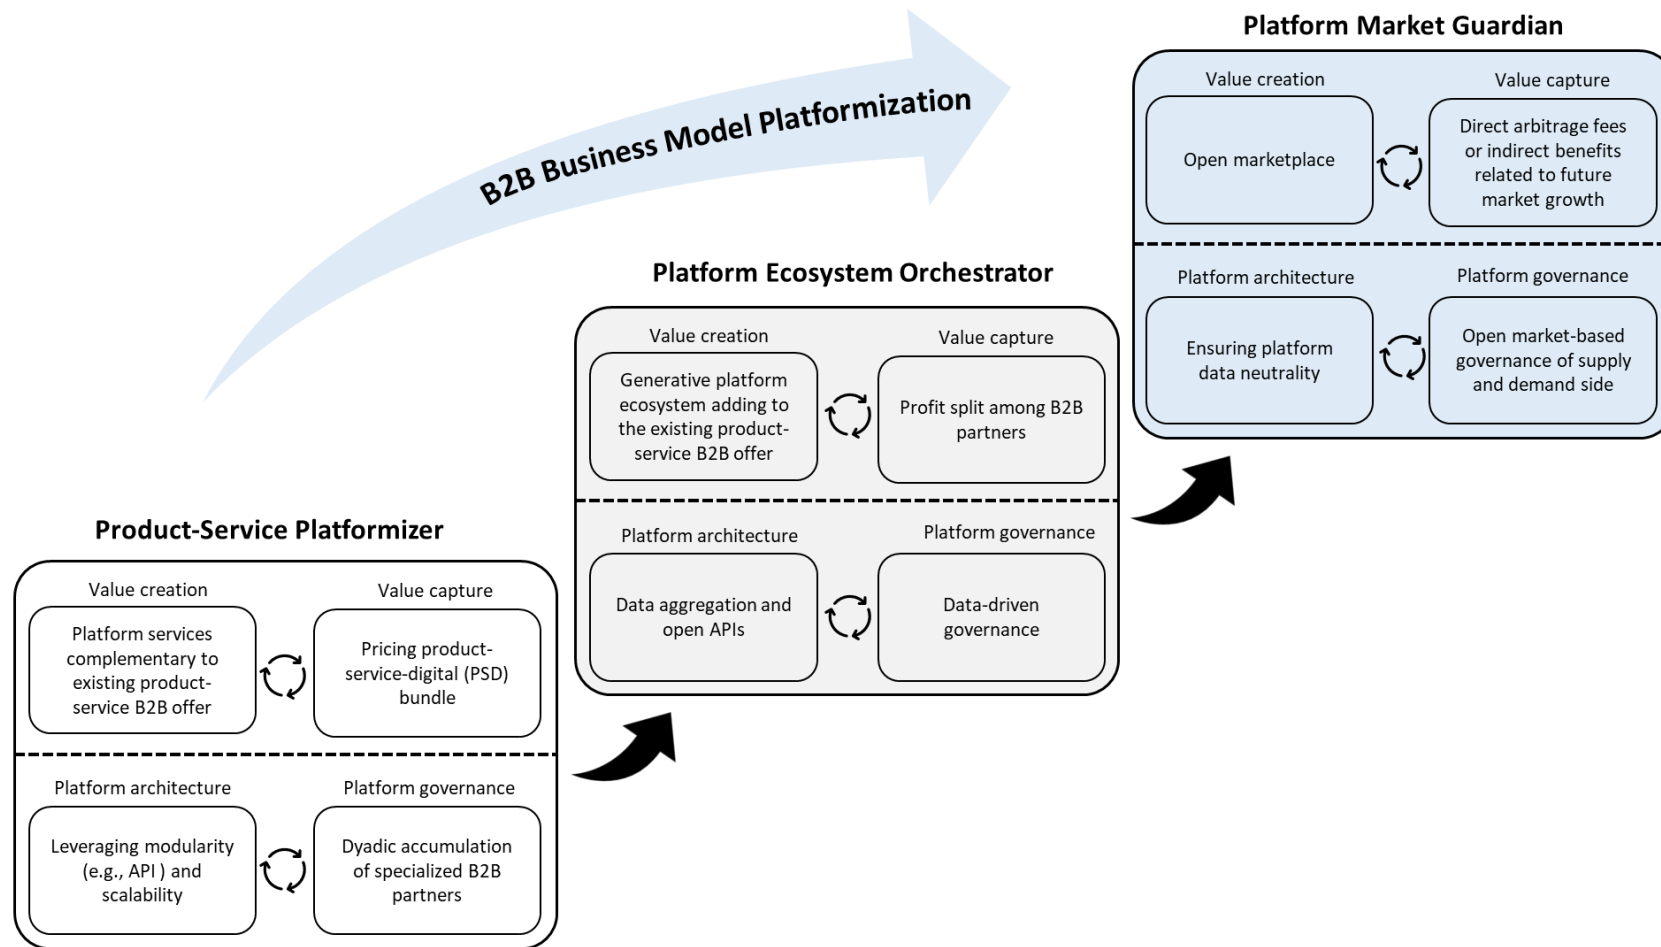 Platform Market Guardian
Value creation
Value capture
Open marketplace
Direct arbitrage fees
or indirect benefits
related to future
market growth
Platform architecture
Platform governance
Ensuring platform
data neutrality
Open market-based
governance of supply
and demand side
B2B Business Model Platformization
Platform Ecosystem Orchestrator
Value creation
Value capture
Generative platform
ecosystem adding to
the existing product-
service B2B offer
Profit split among B2B
partners
Platform architecture
Platform governance
Data aggregation and
open APIs
Data-driven
governance
Product-Service Platformizer
Value creation
Value capture
Platform services
complementary to
existing product-
service B2B offer
Pricing product-
service-digital (PSD)
bundle
Platform architecture
Platform governance
Leveraging modularity
(e.g., API ) and
scalability
Dyadic accumulation
of specialized B2B
partners